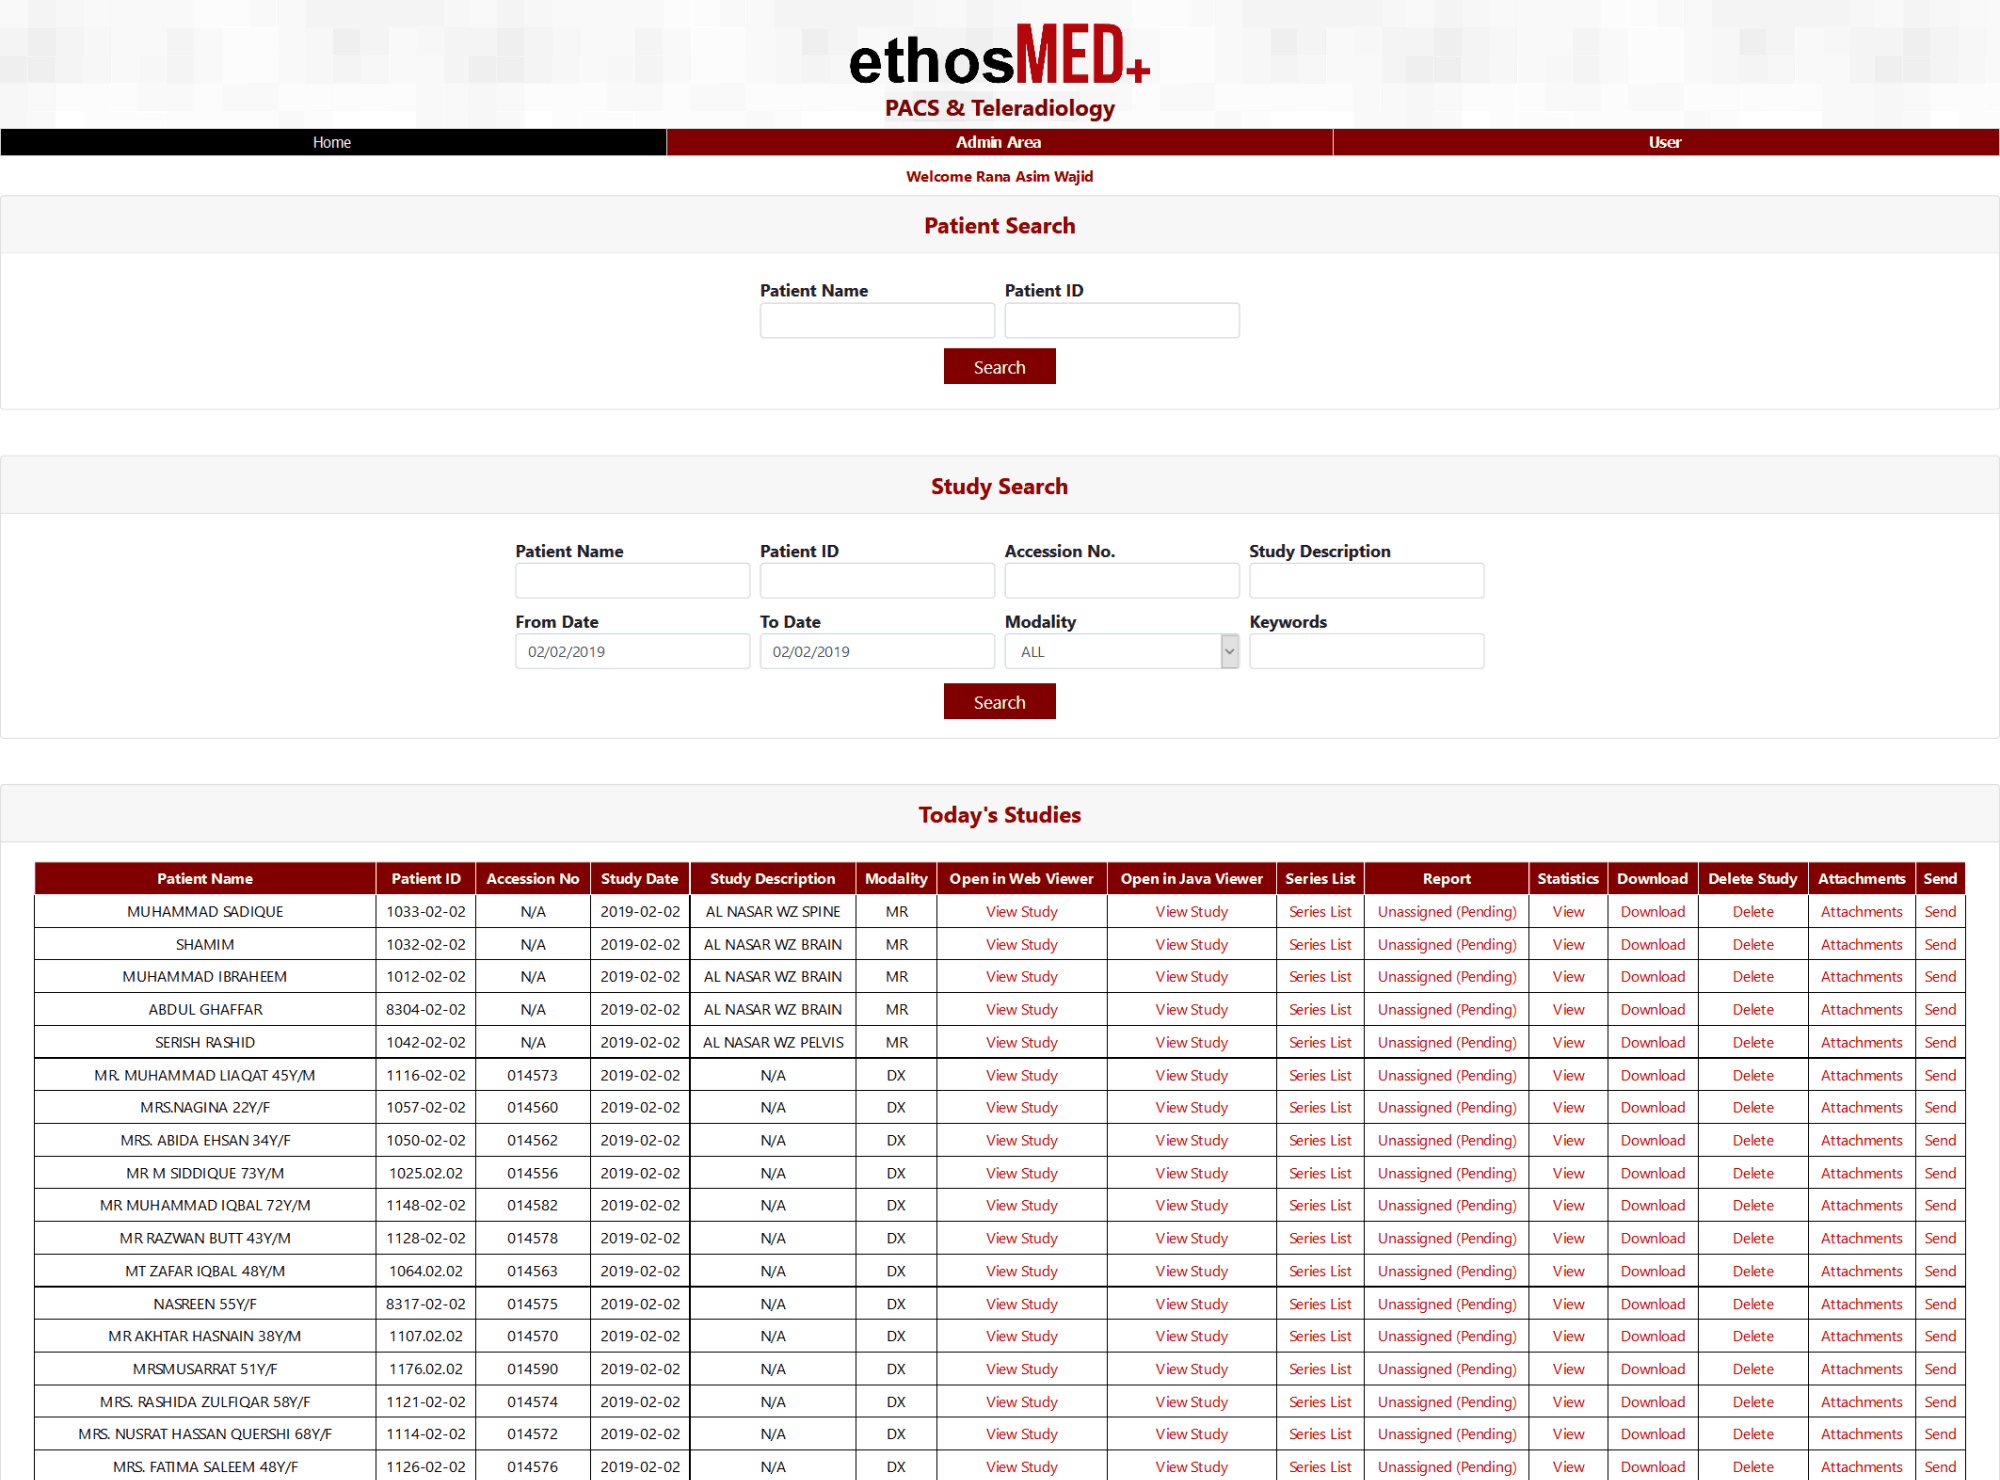 ethosMED+
PACS & Teleradiology
Home Admin Area User
Welcome Rana Asim Wajid
Patient Search
Patient Name Patient ID
Search
Study Search
Patient Name Patient ID Accession No. Study Description
From Date To Date Modality Keywords
02/02/2019 02/02/2019 ALL
Search
Today's Studies
Patient Name Patient ID Accession No Study Date Study Description Modality Open in Web Viewer Open in Java Viewer Series List Report Statistics Download Delete Study Attachments Send
MUHAMMAD SADIQUE 1033-02-02 N/A 2019-02-02 AL NASAR WZ SPINE MR View Study View Study Series List Unassigned (Pending) View Download Delete Attachments Send
SHAMIM 1032-02-02 N/A 2019-02-02 AL NASAR WZ BRAIN MR View Study View Study Series List Unassigned (Pending) View Download Delete Attachments Send
MUHAMMAD IBRAHEEM 1012-02-02 N/A 2019-02-02 AL NASAR WZ BRAIN MR View Study View Study Series List Unassigned (Pending) View Download Delete Attachments Send
ABDUL GHAFFAR 8304-02-02 N/A 2019-02-02 AL NASAR WZ BRAIN MR View Study View Study Series List Unassigned (Pending) View Download Delete Attachments Send
SERISH RASHID 1042-02-02 N/A 2019-02-02 AL NASAR WZ PELVIS MR View Study View Study Series List Unassigned (Pending) View Download Delete Attachments Send
MR. MUHAMMAD LIAQAT 45Y/M 1116-02-02 014573 2019-02-02 N/A DX View Study View Study Series List Unassigned (Pending) View Download Delete Attachments Send
MRS.NAGINA 22Y/F 1057-02-02 014560 2019-02-02 N/A DX View Study View Study Series List Unassigned (Pending) View Download Delete Attachments Send
MRS. ABIDA EHSAN 34Y/F 1050-02-02 014562 2019-02-02 N/A DX View Study View Study Series List Unassigned (Pending) View Download Delete Attachments Send
MR M SIDDIQUE 73Y/M 1025.02.02 014556 2019-02-02 N/A DX View Study View Study Series List Unassigned (Pending) View Download Delete Attachments Send
MR MUHAMMAD IQBAL 72Y/M 1148-02-02 014582 2019-02-02 N/A DX View Study View Study Series List Unassigned (Pending) View Download Delete Attachments Send
MR RAZWAN BUTT 43Y/M 1128-02-02 014578 2019-02-02 N/A DX View Study View Study Series List Unassigned (Pending) View Download Delete Attachments Send
MT ZAFAR IQBAL 48Y/M 1064.02.02 014563 2019-02-02 N/A DX View Study View Study Series List Unassigned (Pending) View Download Delete Attachments Send
NASREEN 55Y/F 8317-02-02 014575 2019-02-02 N/A DX View Study View Study Series List Unassigned (Pending) View Download Delete Attachments Send
MR AKHTAR HASNAIN 38Y/M 1107.02.02 014570 2019-02-02 N/A DX View Study View Study Series List Unassigned (Pending) View Download Delete Attachments Send
MRSMUSARRAT 51Y/F 1176.02.02 014590 2019-02-02 N/A DX View Study View Study Series List Unassigned (Pending) View Download Delete Attachments Send
MRS. RASHIDA ZULFIQAR 58Y/F 1121-02-02 014574 2019-02-02 N/A DX View Study View Study Series List Unassigned (Pending) View Download Delete Attachments Send
MRS. NUSRAT HASSAN QUERSHI 68Y/F 1114-02-02 014572 2019-02-02 N/A DX View Study View Study Series List Unassigned (Pending) View Download Delete Attachments Send
MRS. FATIMA SALEEM 48Y/F 1126-02-02 014576 2019-02-02 N/A DX View Study View Study Series List Unassigned (Pending) View Download Delete Attachments Send